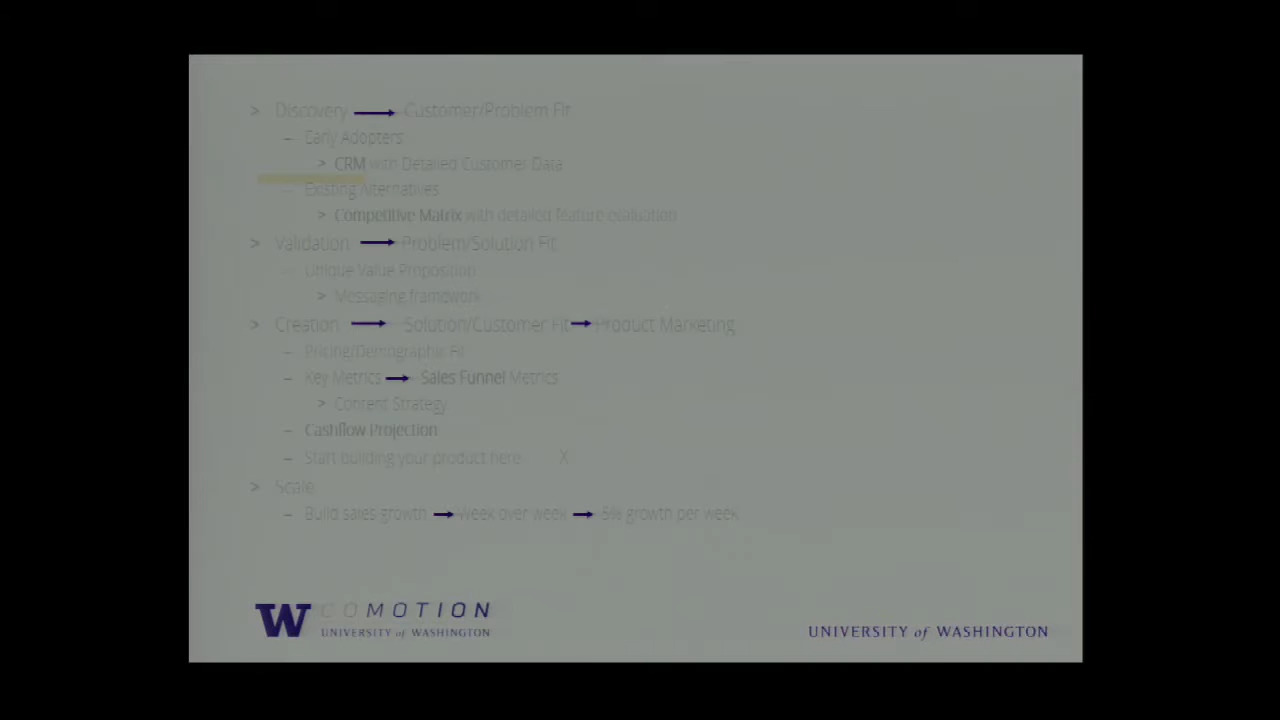 > Discovery → Customer/Problem Fit
– Early Adopters
> CRM with Detailed Customer Data
– Existing Alternatives
> Competitive Matrix with detailed feature evaluation
> Validation → Problem/Solution Fit
– Unique Value Proposition
> Messaging framework
> Creation → Solution/Customer Fit → Product Marketing
– Pricing/Demographic Fit
– Key Metrics → Sales Funnel Metrics
> Content Strategy
– Cashflow Projection
– Start building your product here X
> Scale
– Build sales growth → Week over week → 5% growth per week
W COMOTION
UNIVERSITY of WASHINGTON
UNIVERSITY of WASHINGTON